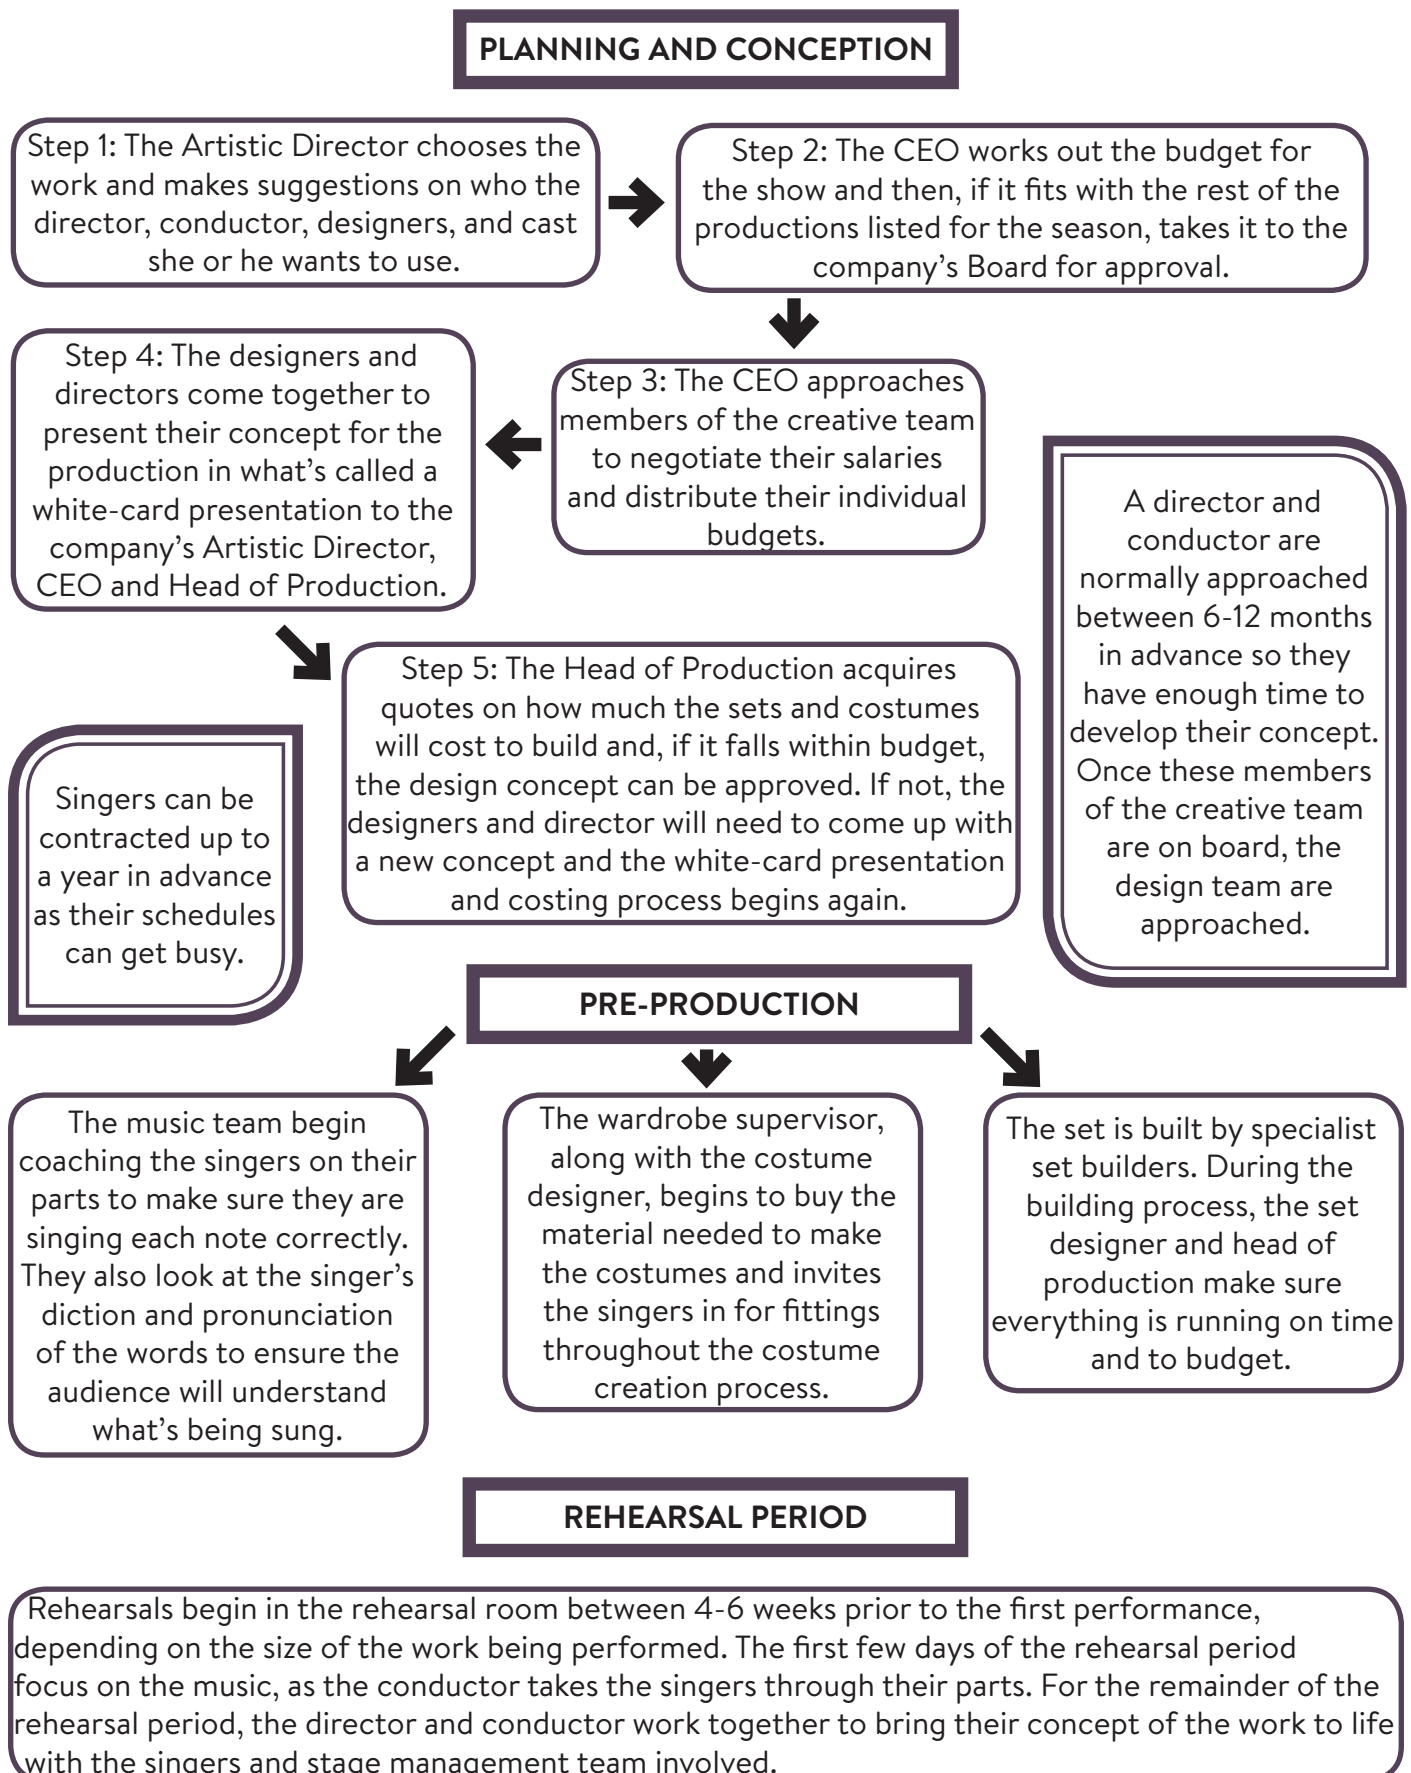 PLANNING AND CONCEPTION
Step 1: The Artistic Director chooses the
work and makes suggestions on who the
director, conductor, designers, and cast
she or he wants to use.
Step 2: The CEO works out the budget for
the show and then, if it fits with the rest of the
productions listed for the season, takes it to the
company’s Board for approval.
Step 3: The CEO approaches
members of the creative team
to negotiate their salaries
and distribute their individual
budgets.
Step 4: The designers and
directors come together to
present their concept for the
production in what’s called a
white-card presentation to the
company’s Artistic Director,
CEO and Head of Production.
A director and
conductor are
normally approached
between 6-12 months
in advance so they
have enough time to
develop their concept.
Once these members
of the creative team
are on board, the
design team are
approached.
Step 5: The Head of Production acquires
quotes on how much the sets and costumes
will cost to build and, if it falls within budget,
the design concept can be approved. If not, the
designers and director will need to come up with
a new concept and the white-card presentation
and costing process begins again.
Singers can be
contracted up to
a year in advance
as their schedules
can get busy.
PRE-PRODUCTION
The music team begin
coaching the singers on their
parts to make sure they are
singing each note correctly.
They also look at the singer’s
diction and pronunciation
of the words to ensure the
audience will understand
what’s being sung.
The wardrobe supervisor,
along with the costume
designer, begins to buy the
material needed to make
the costumes and invites
the singers in for fittings
throughout the costume
creation process.
The set is built by specialist
set builders. During the
building process, the set
designer and head of
production make sure
everything is running on time
and to budget.
REHEARSAL PERIOD
Rehearsals begin in the rehearsal room between 4-6 weeks prior to the first performance,
depending on the size of the work being performed. The first few days of the rehearsal period
focus on the music, as the conductor takes the singers through their parts. For the remainder of the
rehearsal period, the director and conductor work together to bring their concept of the work to life
with the singers and stage management team involved.